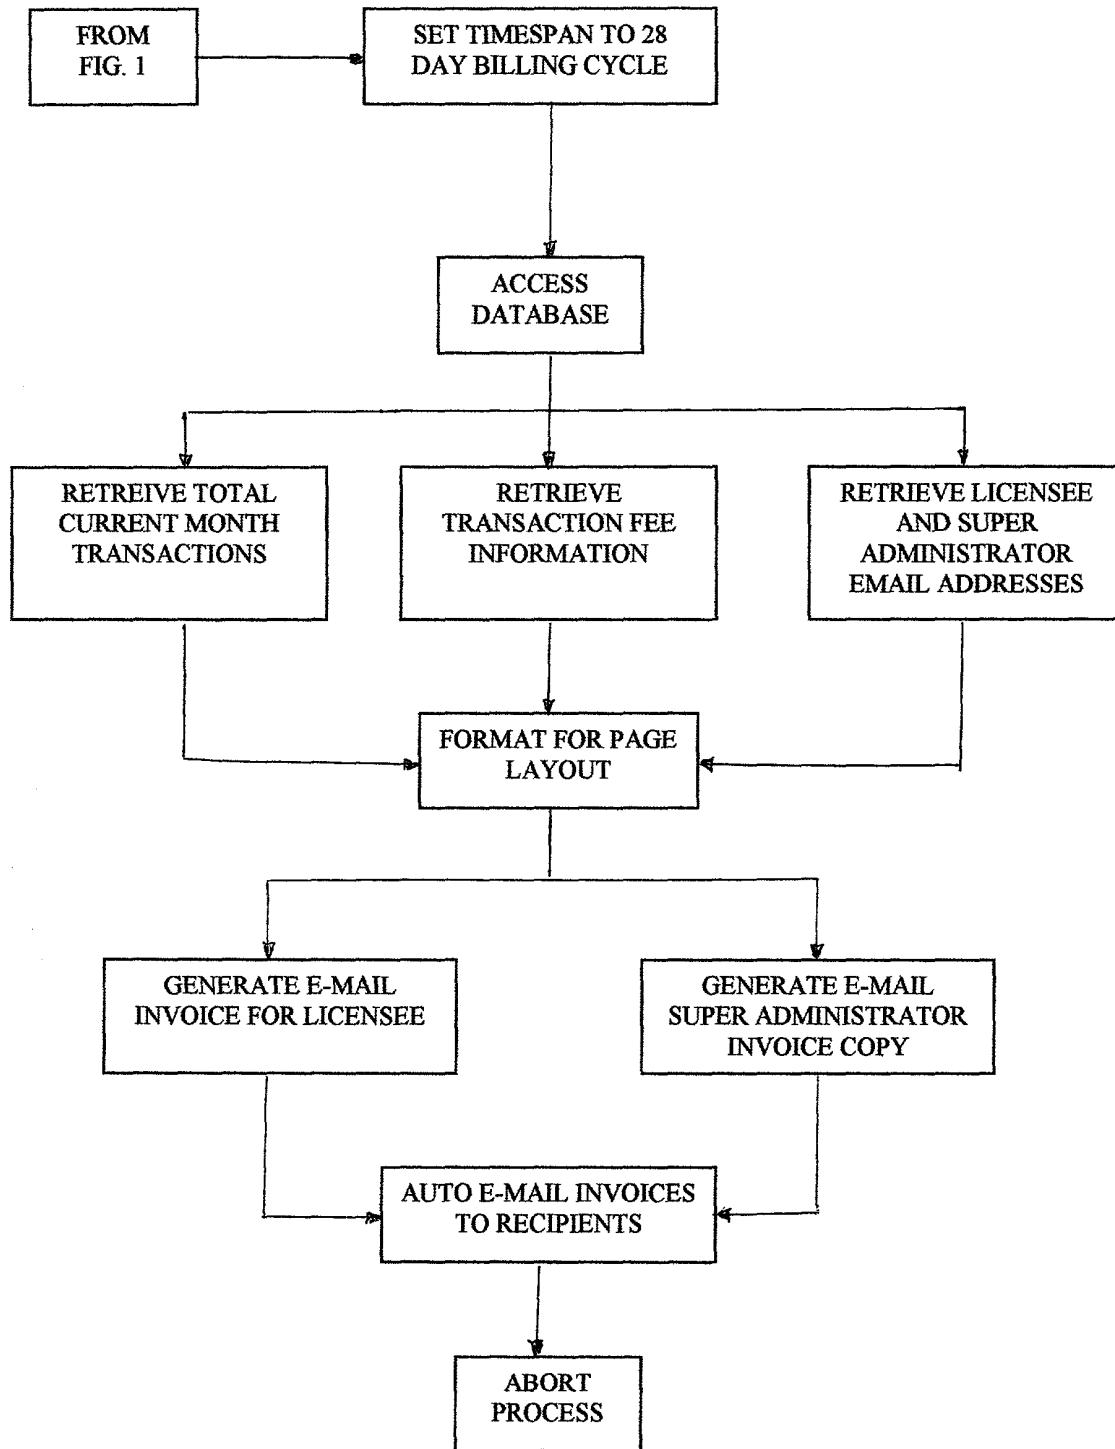 FROM
FIG. 1
SET TIMESPAN TO 28
DAY BILLING CYCLE
ACCESS
DATABASE
RETREIVE TOTAL
CURRENT MONTH
TRANSACTIONS
RETRIEVE
TRANSACTION FEE
INFORMATION
RETRIEVE LICENSEE
AND SUPER
ADMINISTRATOR
EMAIL ADDRESSES
FORMAT FOR PAGE
LAYOUT
GENERATE E-MAIL
INVOICE FOR LICENSEE
GENERATE E-MAIL
SUPER ADMINISTRATOR
INVOICE COPY
AUTO E-MAIL INVOICES
TO RECIPIENTS
ABORT
PROCESS